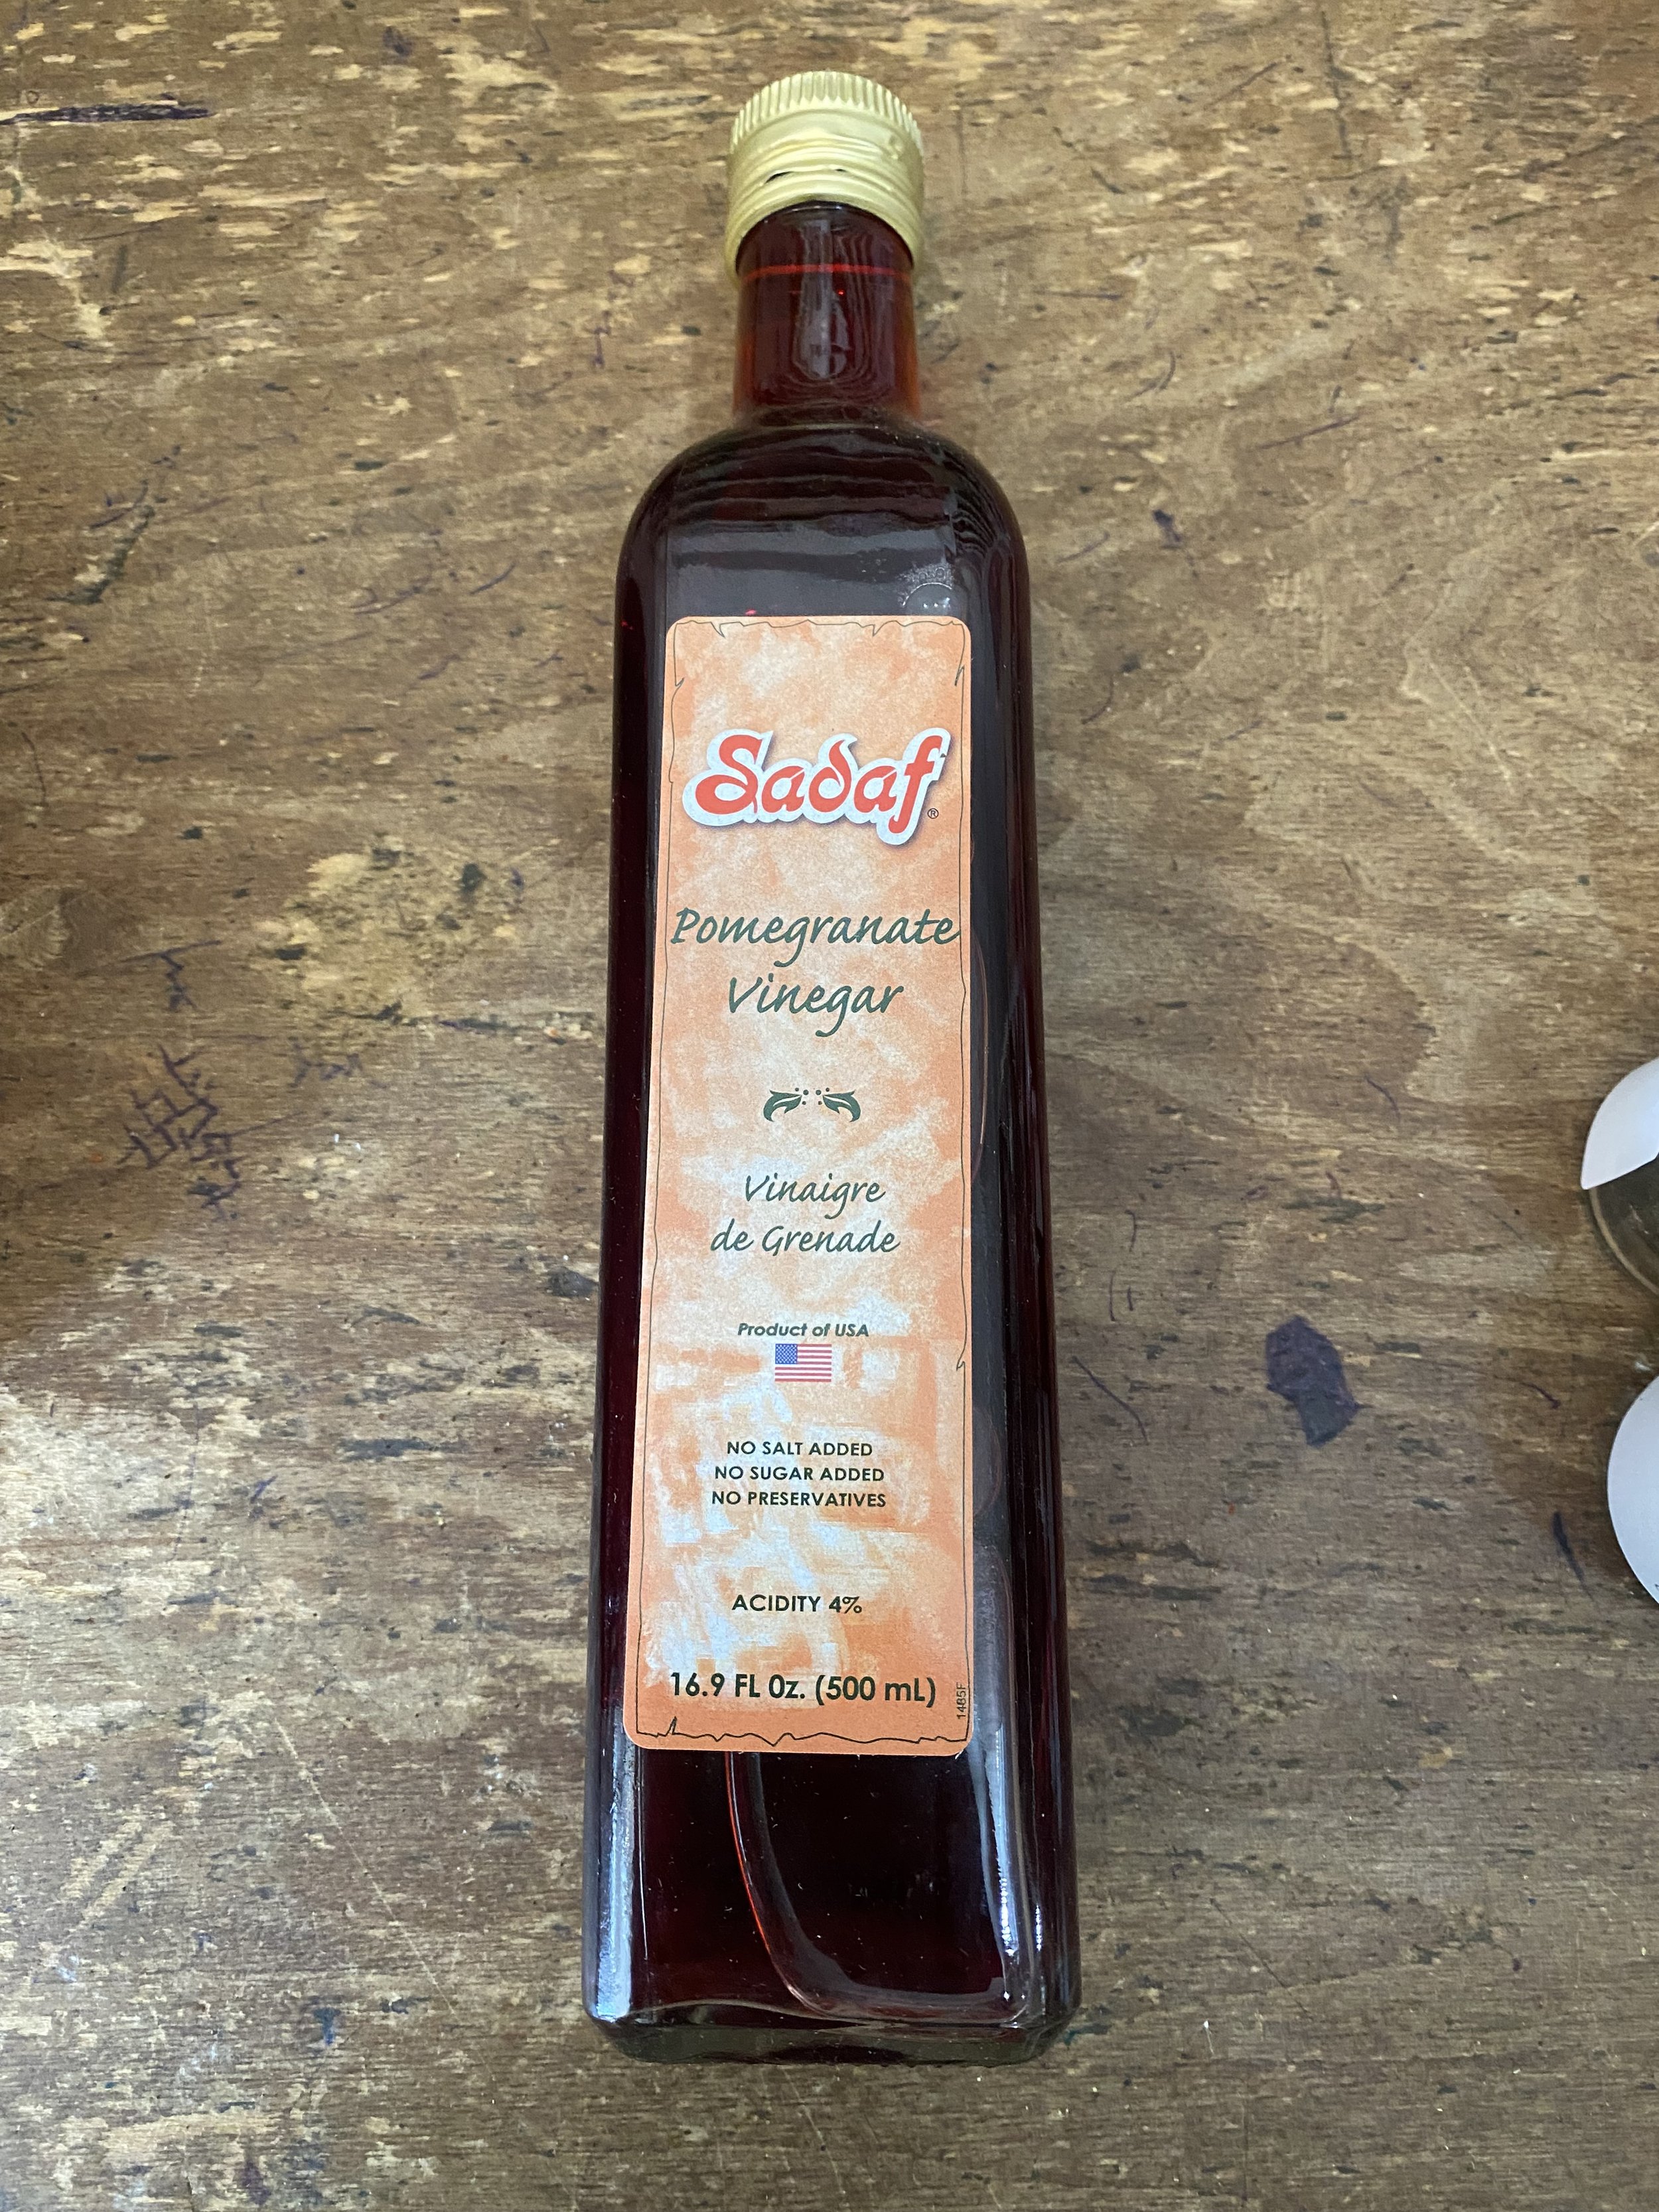 Sadaf®
Pomegranate
Vinegar
Vinaigre
de Grenade
Product of USA
NO SALT ADDED
NO SUGAR ADDED
NO PRESERVATIVES
ACIDITY 4%
16.9 FL Oz. (500 mL)
1485F